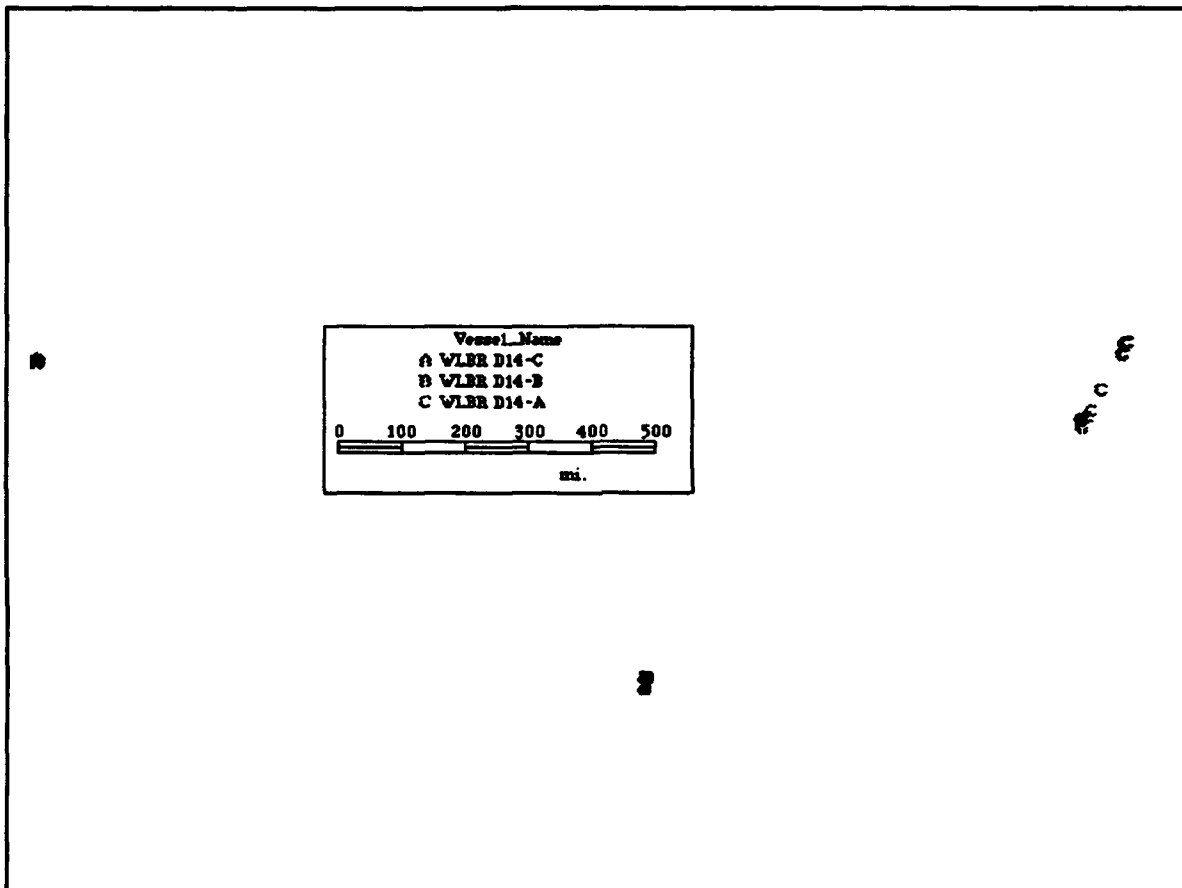 Vessel_Name
A WLBR D14-C
B WLBR D14-B
C WLBR D14-A
0 100 200 300 400 500
mi.
C